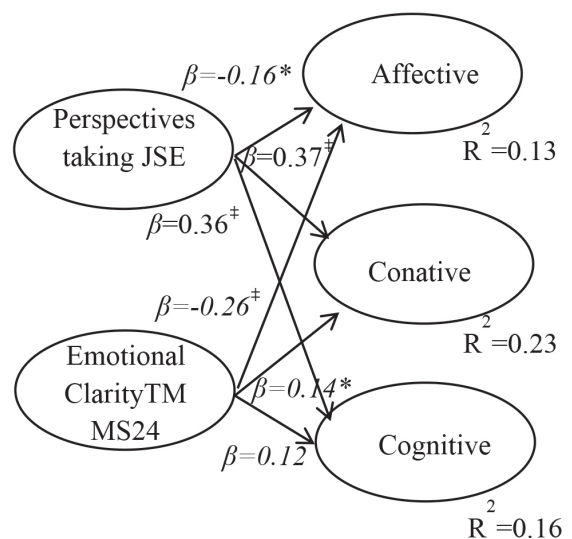 Affective
β=-0.16*
Perspectives
taking JSE
R²=0.13
β=0.37‡
β=0.36‡
Conative
β=-0.26‡
R²=0.23
Emotional
ClarityTM
MS24
β=0.14*
Cognitive
β=0.12
R²=0.16